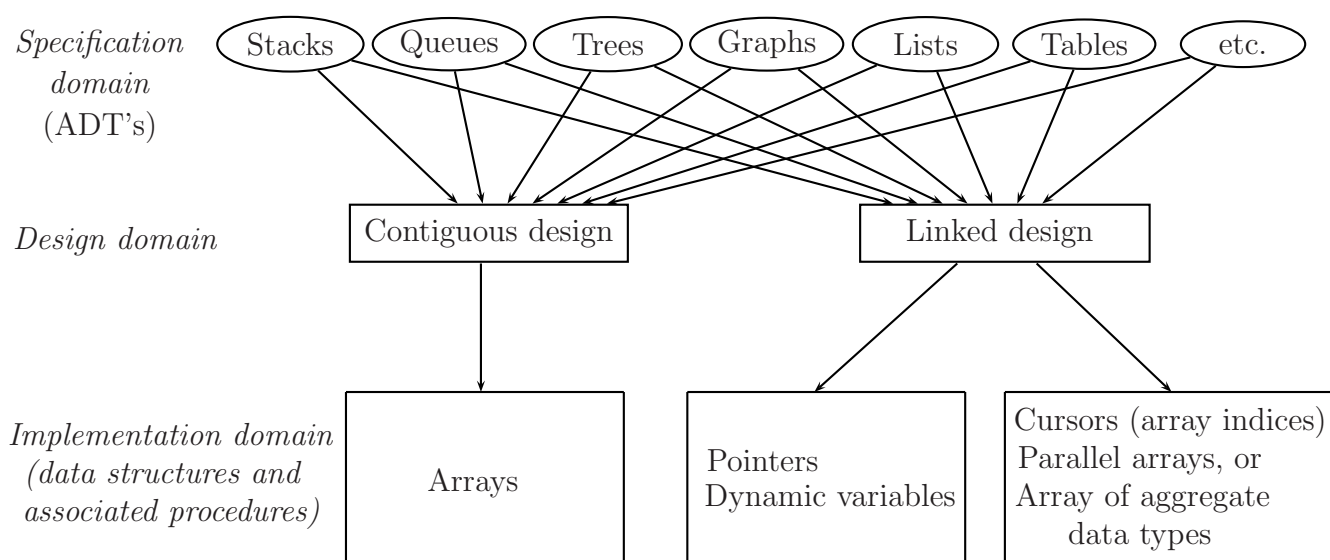 Specification
domain
(ADT's)
Stacks
Queues
Trees
Graphs
Lists
Tables
etc.
Design domain
Contiguous design
Linked design
Implementation domain
(data structures and
associated procedures)
Arrays
Pointers
Dynamic variables
Cursors (array indices)
Parallel arrays, or
Array of aggregate
data types